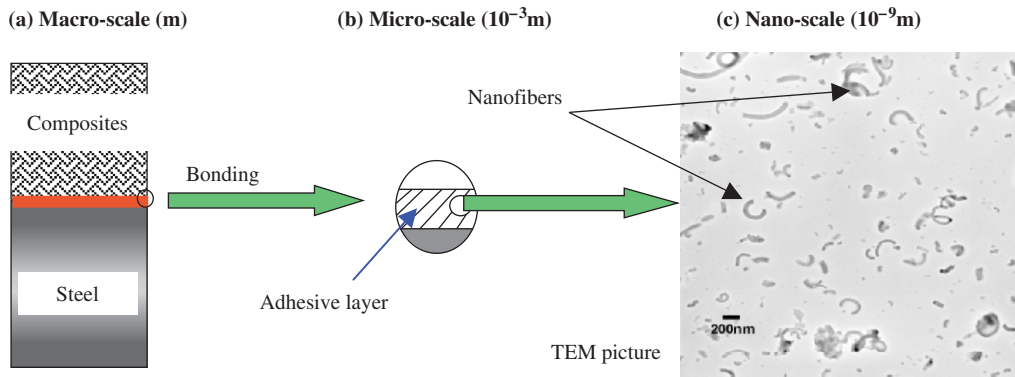 (a) Macro-scale (m)
(b) Micro-scale (10⁻³m)
(c) Nano-scale (10⁻⁹m)
Nanofibers
Composites
Bonding
Adhesive layer
Steel
200nm
TEM picture